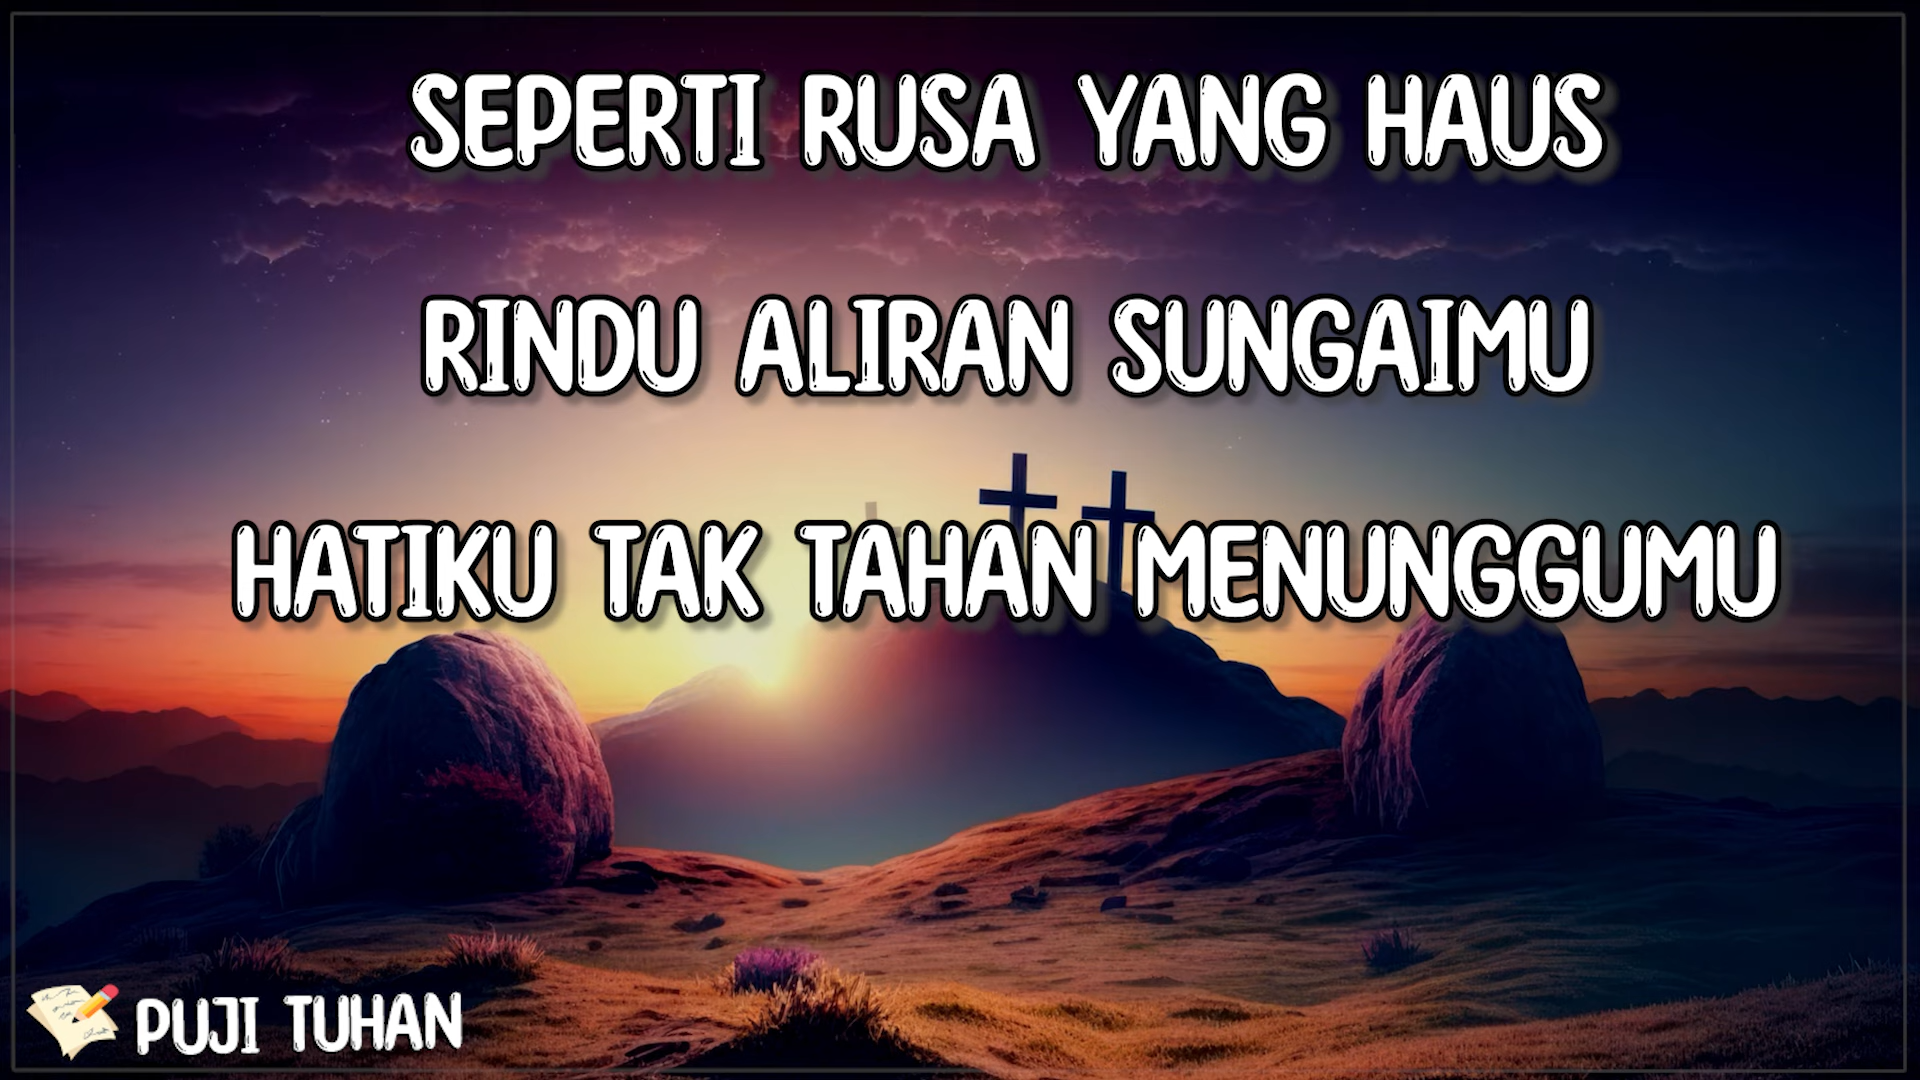 SEPERTI RUSA YANG HAUS
RINDU ALIRAN SUNGAIMU
HATIKU TAK TAHAN MENUNGGUMU
PUJI TUHAN